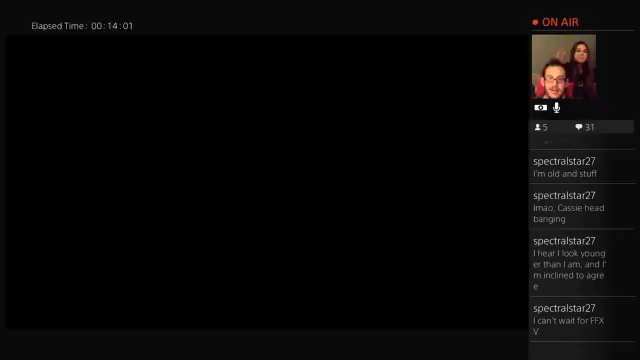 Elapsed Time: 00:14:01
ON AIR
5
31
spectralstar27
I'm old and stuff
spectralstar27
lmao, Cassie head
banging
spectralstar27
I hear I look young
er than I am, and I'
m inclined to agre
e
spectralstar27
I can't wait for FFX
V